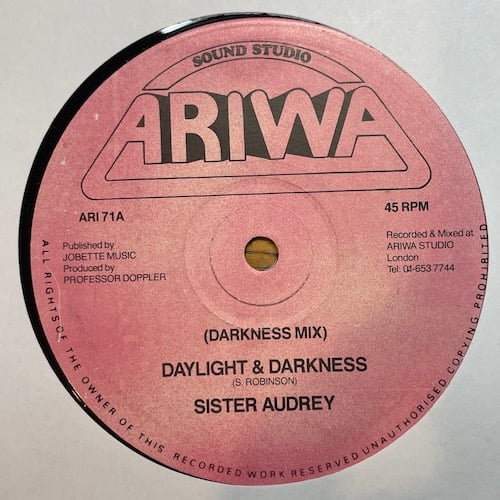 SOUND STUDIO
ARIWA
ARI 71A
45 RPM
Published by
JOBETTE MUSIC
Produced by
PROFESSOR DOPPLER
Recorded & Mixed at
ARIWA STUDIO
London
Tel: 01-653 7744
(DARKNESS MIX)
DAYLIGHT & DARKNESS
(S. ROBINSON)
SISTER AUDREY
ALL RIGHTS OF THE OWNER OF THIS RECORDED WORK RESERVED UNAUTHORISED COPYING PROHIBITED